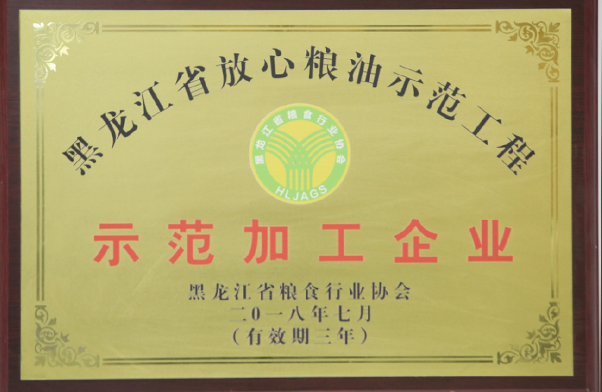 黑龙江省放心粮油示范工程
黑龙江省粮食行业协会
HLJAGS
示范加工企业
黑龙江省粮食行业协会
二〇一八年七月
(有效期三年)